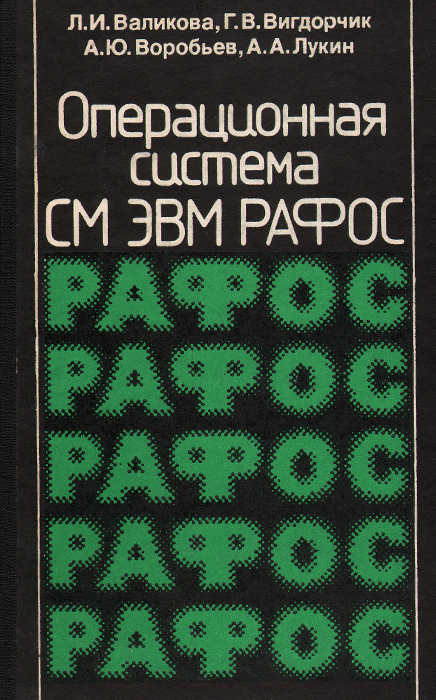 Л.И.Валикова, Г.В.Вигдорчик
А.Ю.Воробьев, А.А.Лукин
Операционная
система
СМ ЭВМ РАФОС
РАФОС
РАФОС
РАФОС
РАФОС
РАФОС